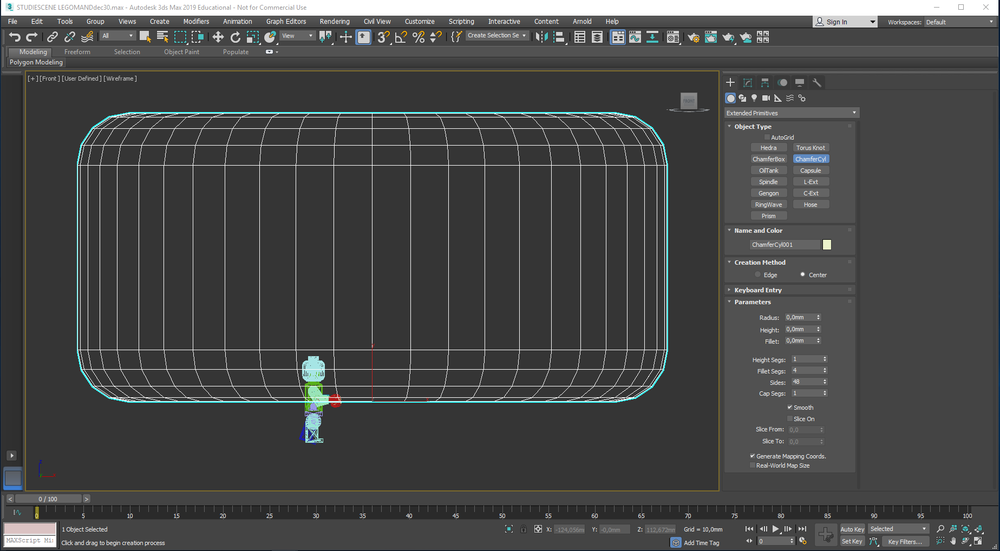 STUDIESCENE LEGOMANDdec30.max - Autodesk 3ds Max 2019 Educational - Not for Commercial Use
File Edit Tools Group Views Create Modifiers Animation Graph Editors Rendering Civil View Customize Scripting Interactive Content Arnold Help
Sign In
Workspaces: Default
All
View
Create Selection Se
Modeling Freeform Selection Object Paint Populate
Polygon Modeling
[+] [Front ] [User Defined ] [Wireframe ]
FRONT
Extended Primitives
Object Type
AutoGrid
Hedra Torus Knot
ChamferBox ChamferCyl
OilTank Capsule
Spindle L-Ext
Gengon C-Ext
RingWave Hose
Prism
Name and Color
ChamferCyl001
Creation Method
Edge Center
Keyboard Entry
Parameters
Radius: 0,0mm
Height: 0,0mm
Fillet: 0,0mm
Height Segs: 1
Fillet Segs: 4
Sides: 48
Cap Segs: 1
Smooth
Slice On
Slice From: 0,0
Slice To: 0,0
Generate Mapping Coords.
Real-World Map Size
z
y
< 0 / 100 >
0 5 10 15 20 25 30 35 40 45 50 55 60 65 70 75 80 85 90 95 100
1 Object Selected
X: -124,056m Y: -0,0mm Z: 112,672mm Grid = 10,0mm
Auto Key Selected
MAXScript Mi
Click and drag to begin creation process
Add Time Tag
0
Set Key Key Filters...